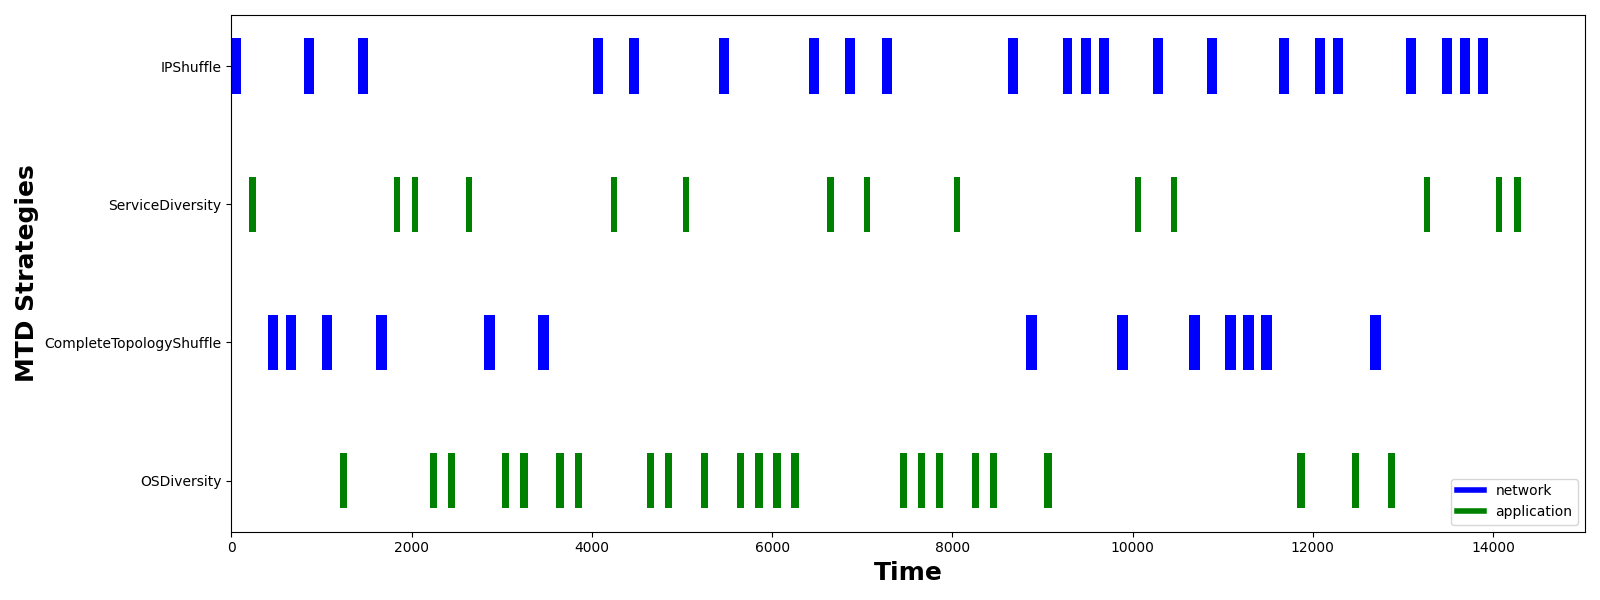 MTD Strategies
IPShuffle
ServiceDiversity
CompleteTopologyShuffle
OSDiversity
network
application
0 2000 4000 6000 8000 10000 12000 14000
Time